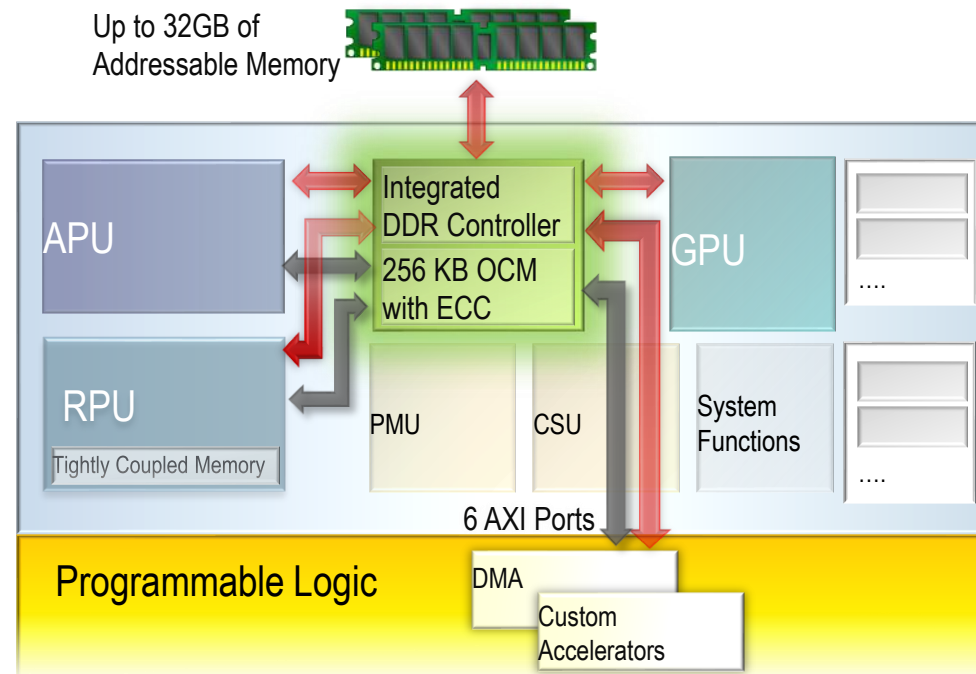 Up to 32GB of
Addressable Memory
APU
Integrated
DDR Controller
256 KB OCM
with ECC
GPU
....
RPU
Tightly Coupled Memory
PMU
CSU
System
Functions
....
6 AXI Ports
Programmable Logic
DMA
Custom
Accelerators